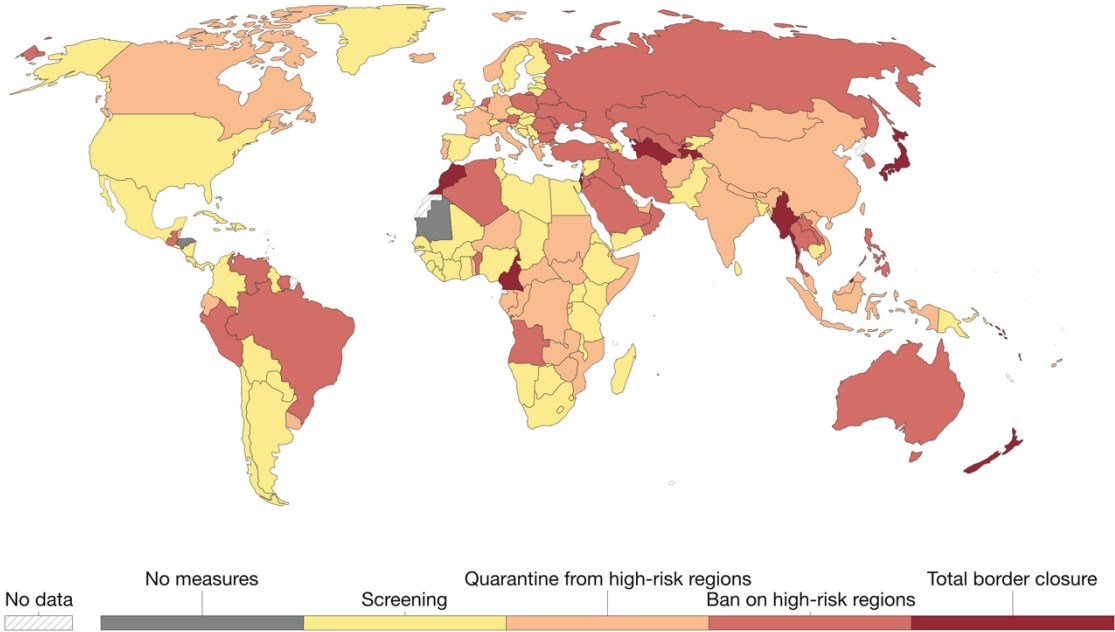 No measures
Quarantine from high-risk regions
Total border closure
No data
Screening
Ban on high-risk regions